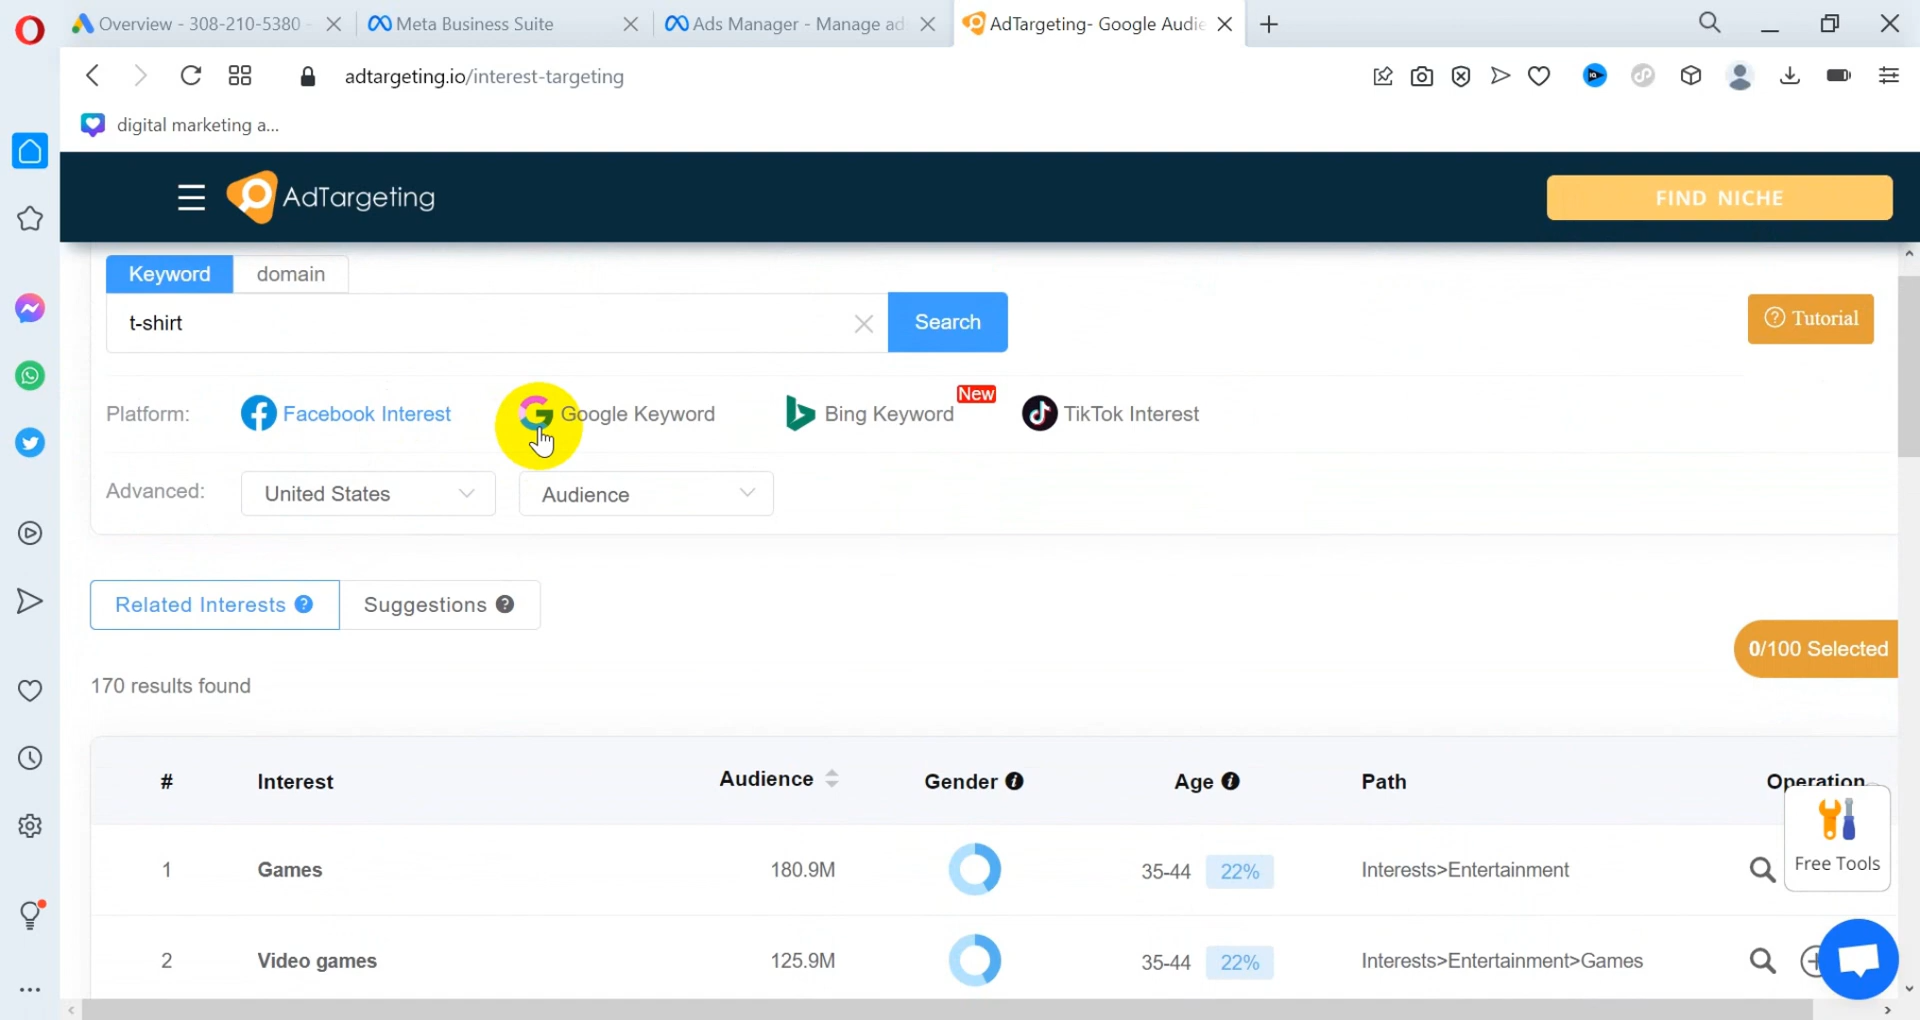 Overview - 308-210-5380 -
Meta Business Suite
Ads Manager - Manage ad
AdTargeting- Google Audie
adtargeting.io/interest-targeting
digital marketing a...
AdTargeting
FIND NICHE
Keyword
domain
t-shirt
Search
Tutorial
Platform:
Facebook Interest
Google Keyword
Bing Keyword
New
TikTok Interest
Advanced:
United States
Audience
Related Interests ?
Suggestions ?
0/100 Selected
170 results found
# Interest Audience Gender Age Path Operation
1 Games 180.9M 35-44 22% Interests>Entertainment
Free Tools
2 Video games 125.9M 35-44 22% Interests>Entertainment>Games